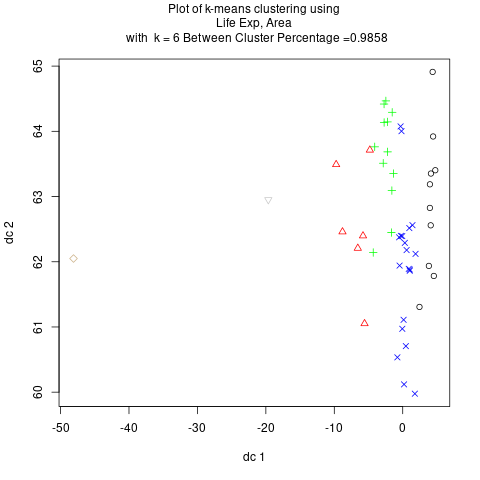 Plot of k-means clustering using
Life Exp, Area
with k = 6 Between Cluster Percentage =0.9858
65
64
63
62
61
60
dc 2
-50 -40 -30 -20 -10 0
dc 1